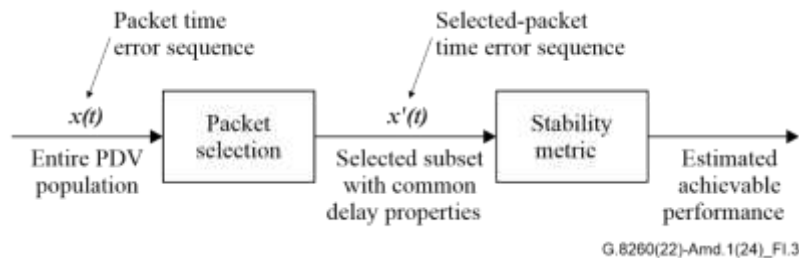 Packet time
error sequence
Selected-packet
time error sequence
x(t)
Packet
selection
x'(t)
Stability
metric
Entire PDV
population
Selected subset
with common
delay properties
Estimated
achievable
performance
G.8260(22)-Amd.1(24)_FI.3